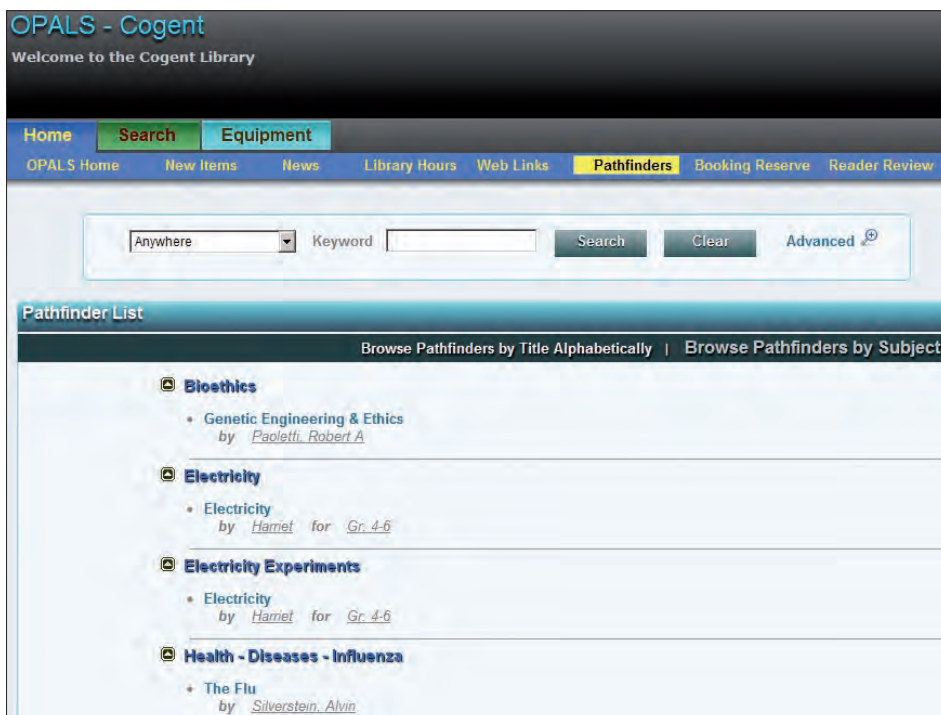 OPALS - Cogent
Welcome to the Cogent Library
Home Search Equipment
OPALS Home New Items News Library Hours Web Links Pathfinders Booking Reserve Reader Review
Anywhere Keyword Search Clear Advanced
Pathfinder List
Browse Pathfinders by Title Alphabetically | Browse Pathfinders by Subject
Bioethics
Genetic Engineering & Ethics
by Paoletti, Robert A
Electricity
Electricity
by Harriet for Gr. 4-6
Electricity Experiments
Electricity
by Harriet for Gr. 4-6
Health - Diseases - Influenza
The Flu
by Silverstein, Alvin